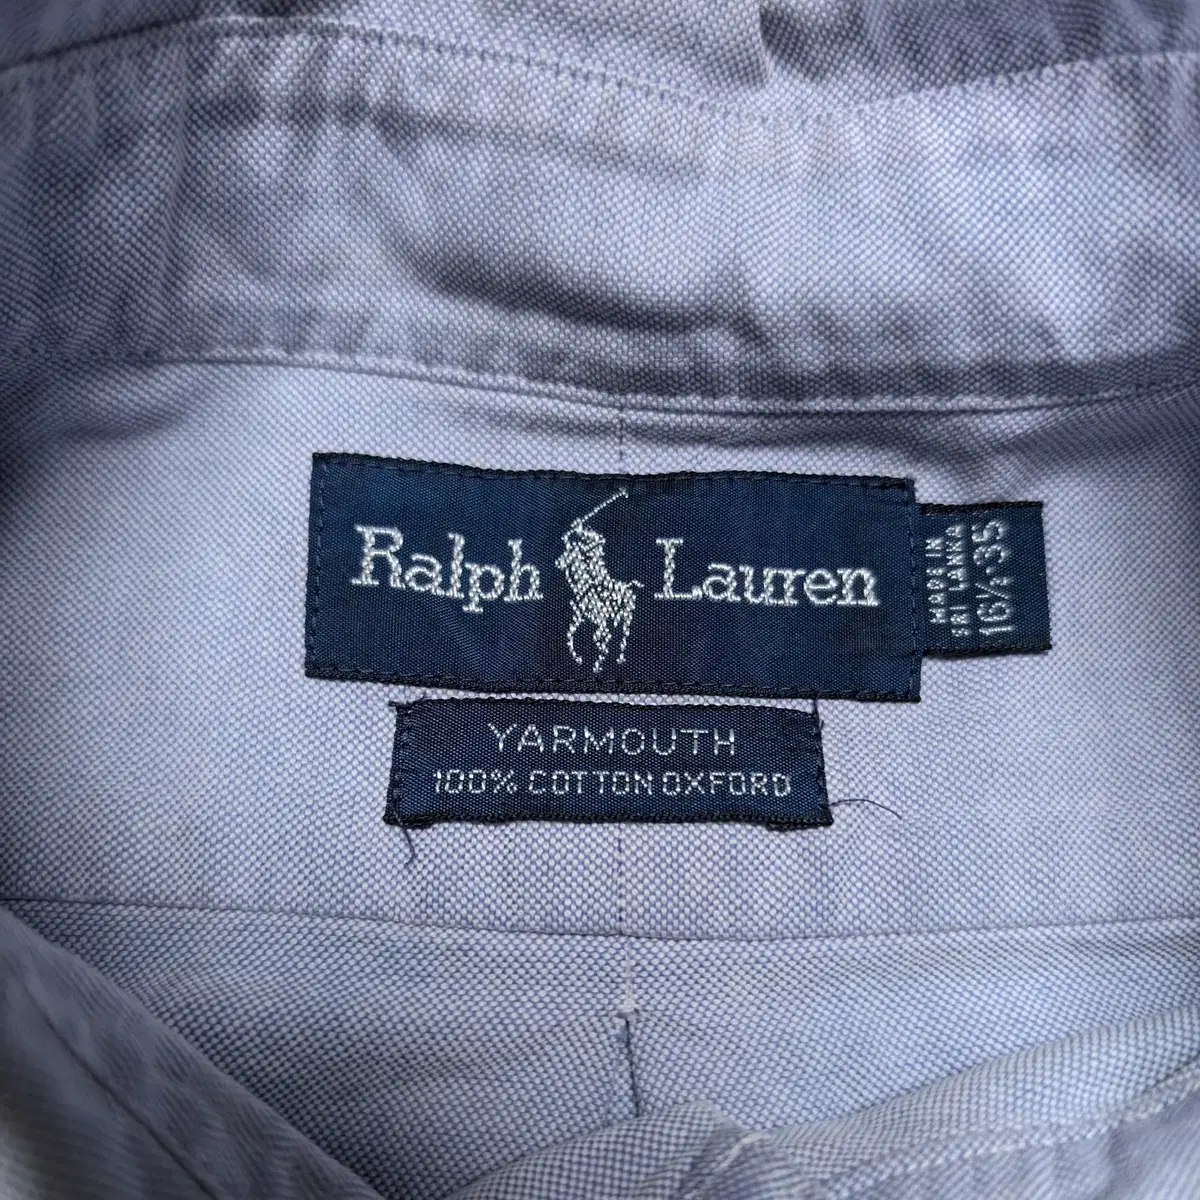 Ralph Lauren
MADE IN
SRI LANKA
16½-35
YARMOUTH
100% COTTON OXFORD